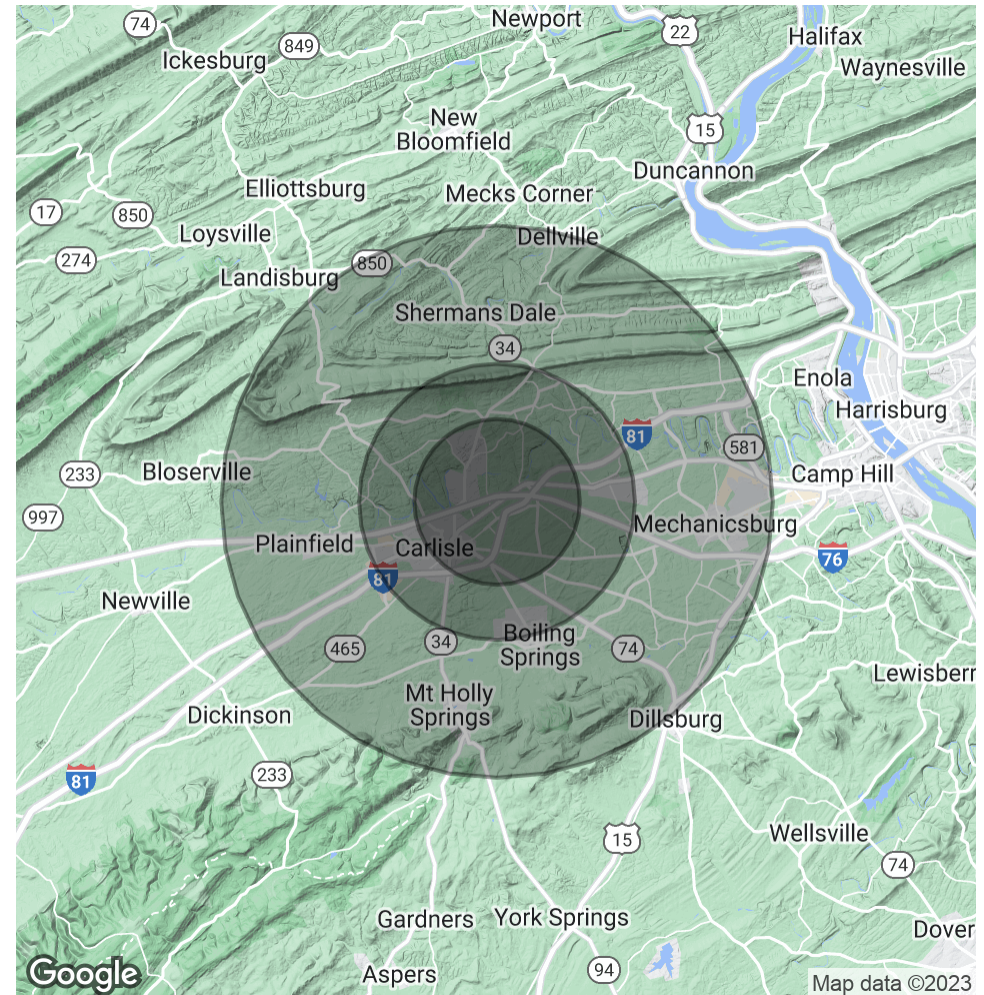 Newport
74
22
Halifax
849
Ickesburg
Waynesville
New
Bloomfield
15
Duncannon
Elliottsburg
Mecks Corner
17
850
Loysville
Dellville
274
850
Landisburg
Shermans Dale
34
Enola
Harrisburg
81
581
Bloserville
233
Camp Hill
997
Mechanicsburg
Plainfield
Carlisle
76
81
Newville
Boiling
Springs
34
465
74
Lewisberr
Mt Holly
Springs
Dickinson
Dillsburg
233
81
15
Wellsville
74
Gardners
York Springs
Dover
Aspers
94
Google
Map data ©2023